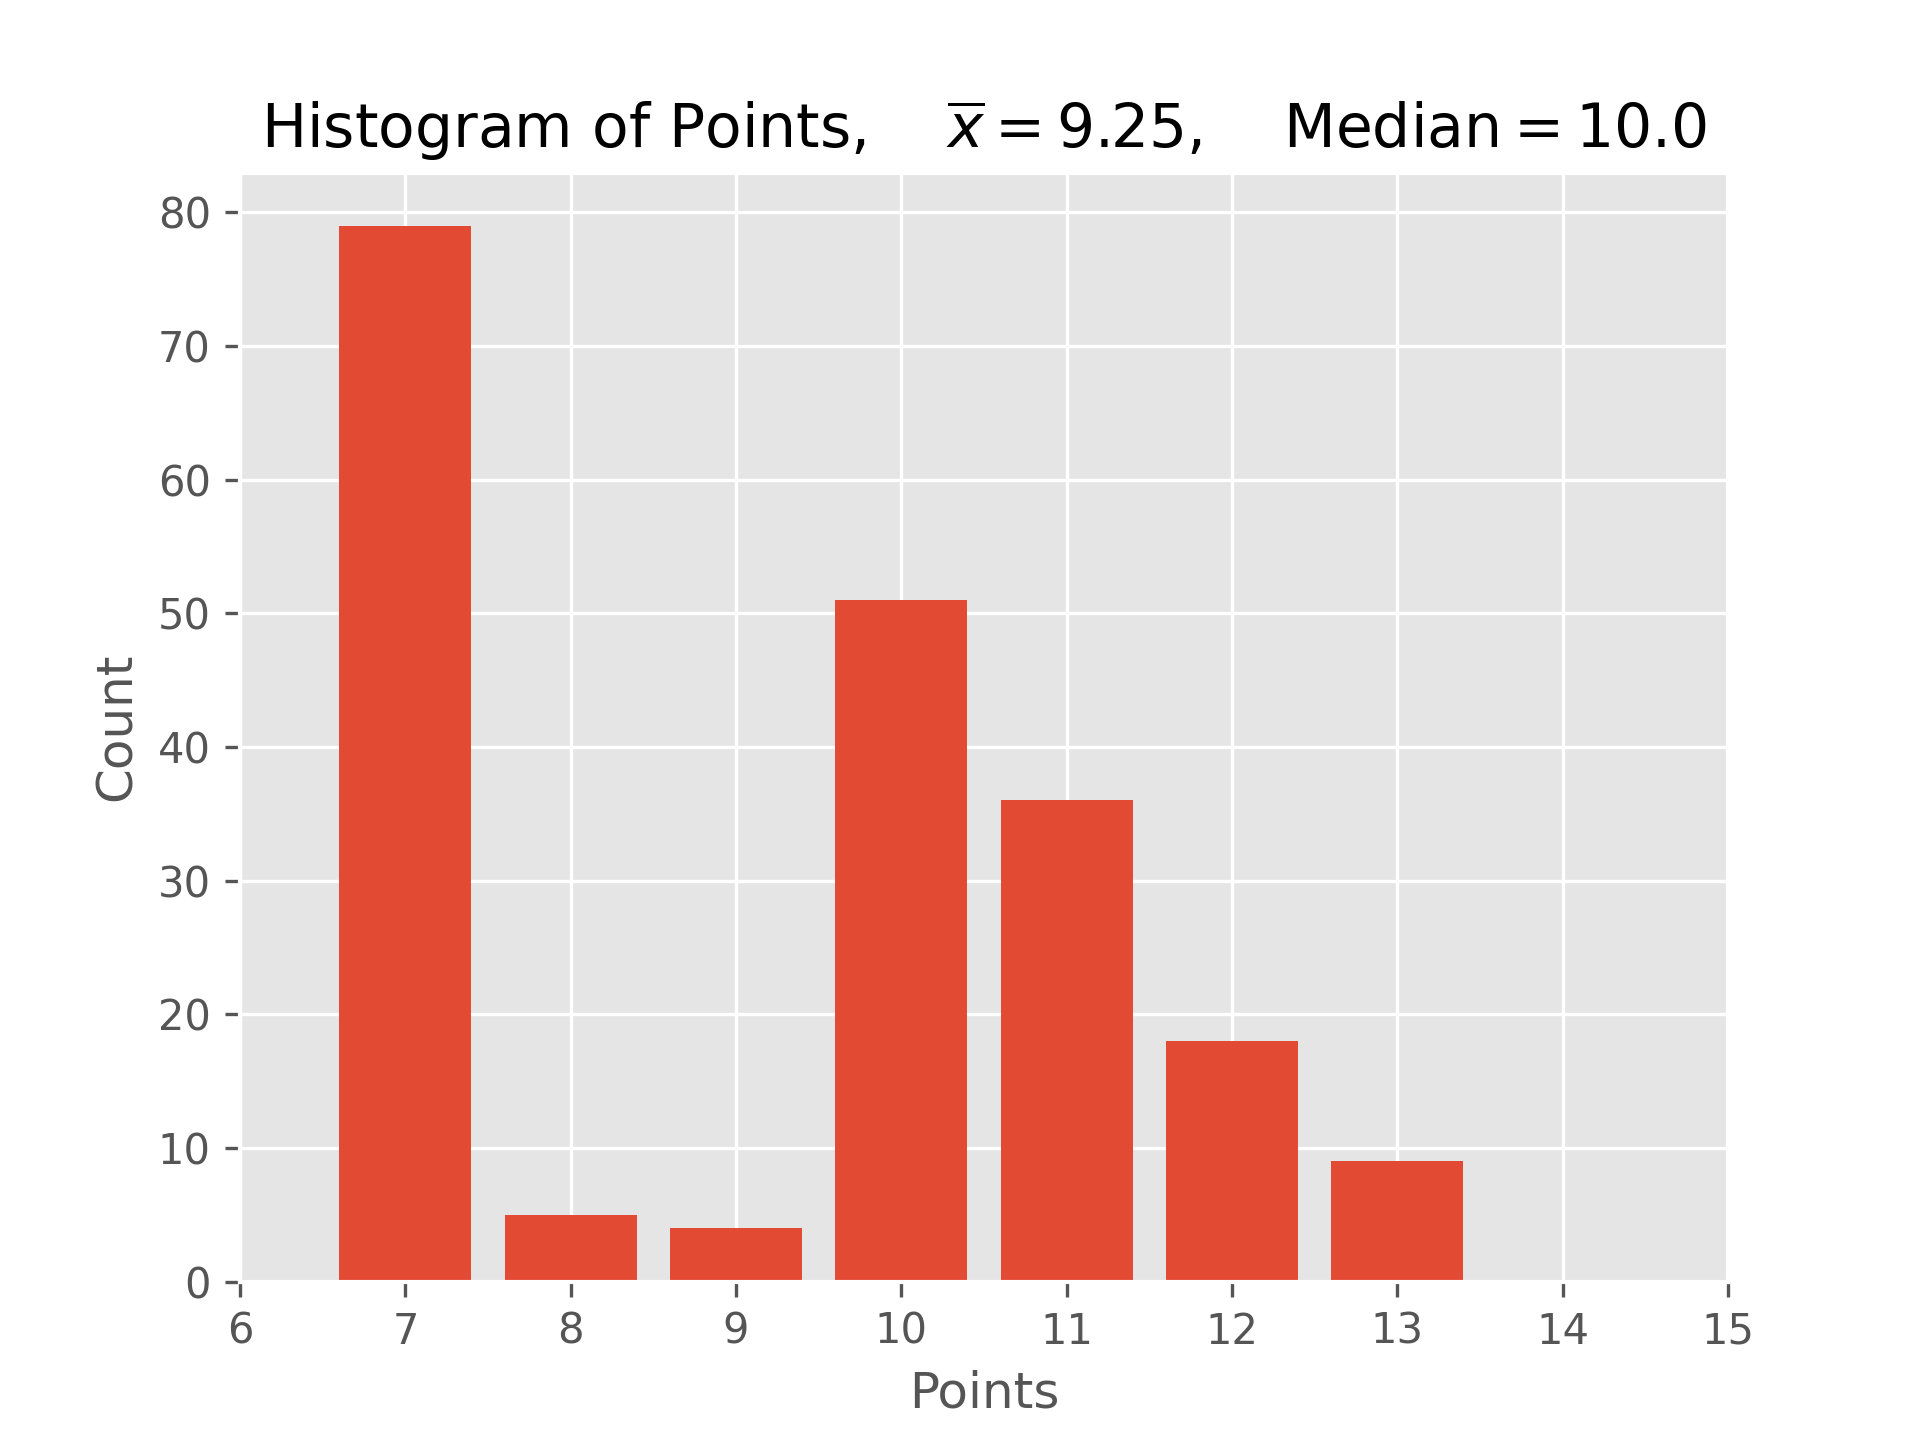 Histogram of Points, x̅ = 9.25, Median = 10.0
80
70
60
50
40
30
20
10
0
Count
6 7 8 9 10 11 12 13 14 15
Points